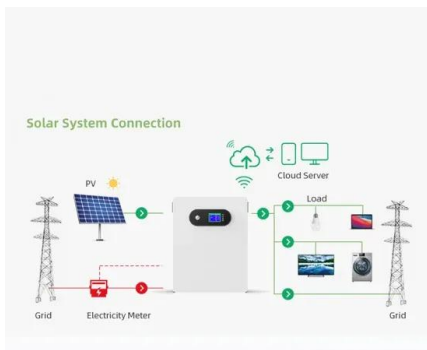 Solar System Connection
PV
Cloud Server
Load
Grid
Electricity Meter
Grid